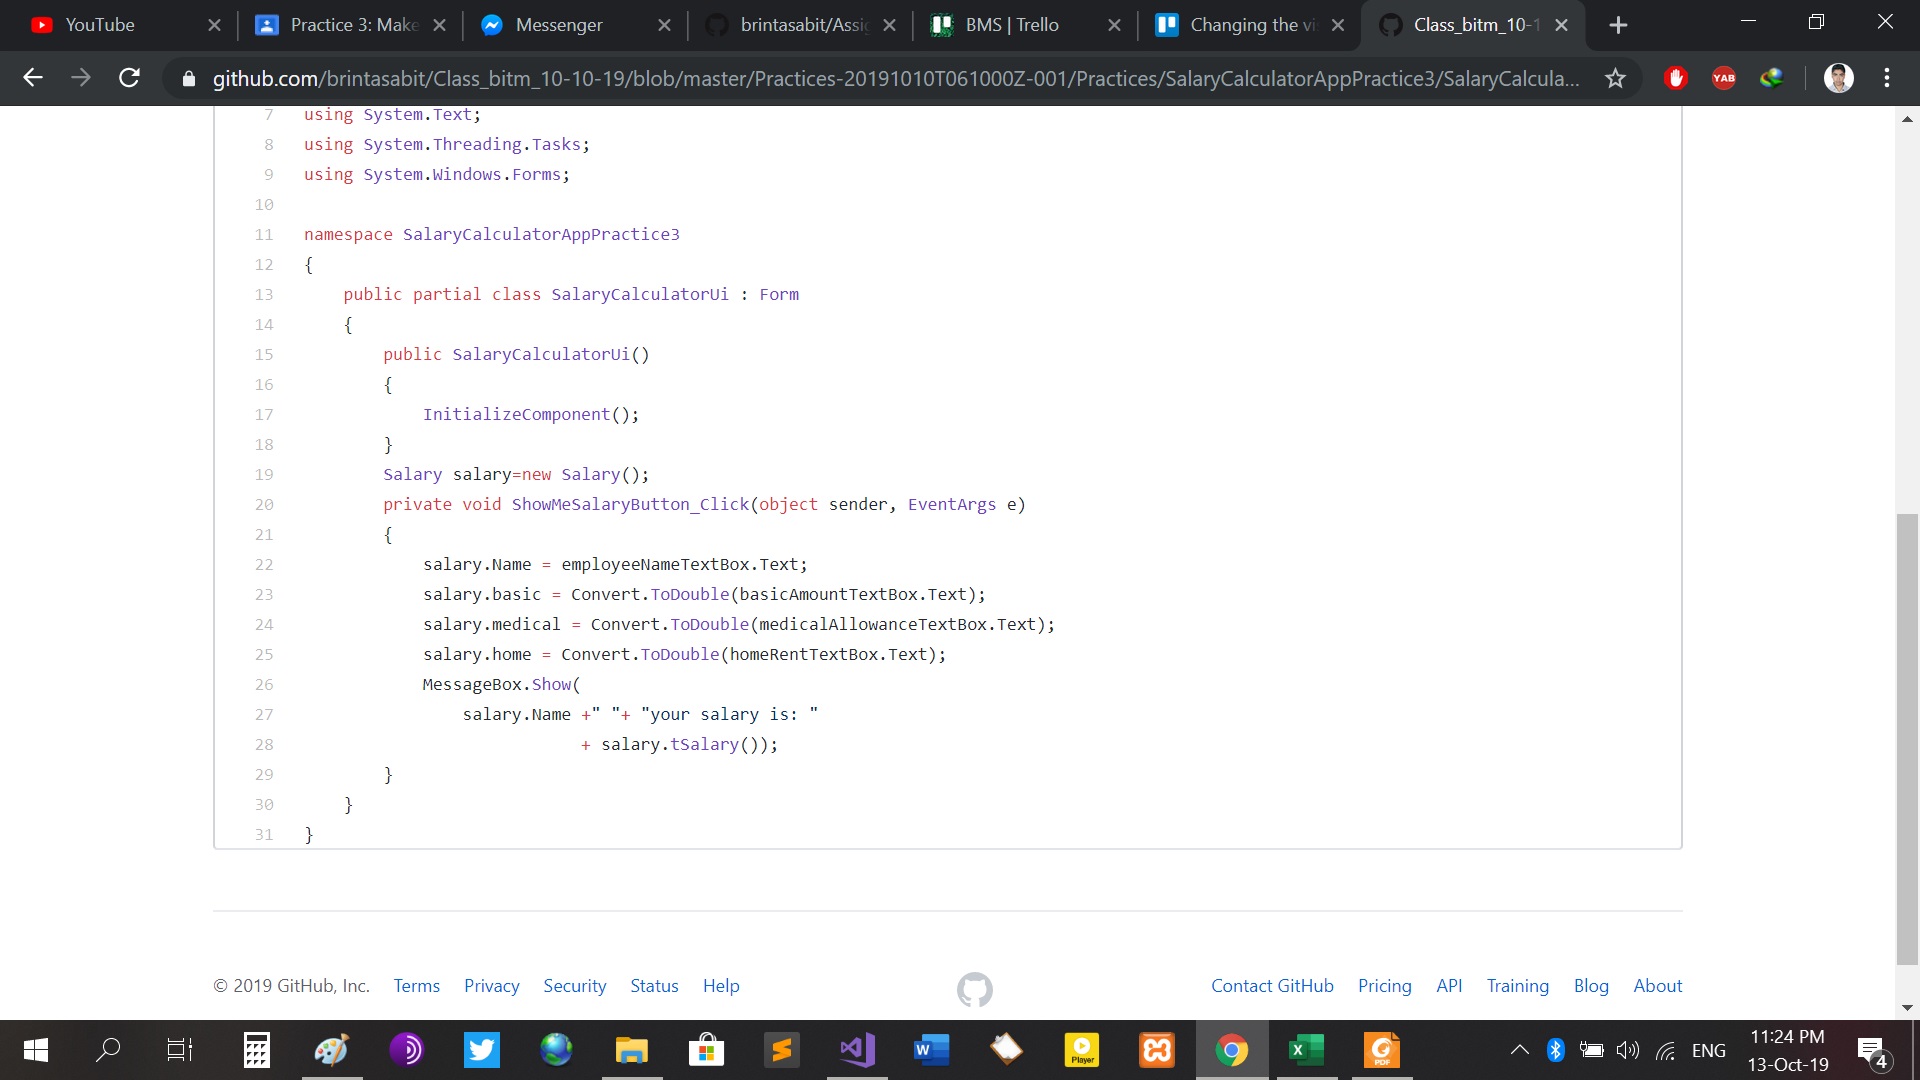 YouTube
Practice 3: Make
Messenger
brintasabit/Assig
BMS | Trello
Changing the vi
Class_bitm_10-1
github.com/brintasabit/Class_bitm_10-10-19/blob/master/Practices-20191010T061000Z-001/Practices/SalaryCalculatorAppPractice3/SalaryCalcula...
YAB
7 using System.Text;
8 using System.Threading.Tasks;
9 using System.Windows.Forms;
10
11 namespace SalaryCalculatorAppPractice3
12 {
13 public partial class SalaryCalculatorUi : Form
14 {
15 public SalaryCalculatorUi()
16 {
17 InitializeComponent();
18 }
19 Salary salary=new Salary();
20 private void ShowMeSalaryButton_Click(object sender, EventArgs e)
21 {
22 salary.Name = employeeNameTextBox.Text;
23 salary.basic = Convert.ToDouble(basicAmountTextBox.Text);
24 salary.medical = Convert.ToDouble(medicalAllowanceTextBox.Text);
25 salary.home = Convert.ToDouble(homeRentTextBox.Text);
26 MessageBox.Show(
27 salary.Name +" "+ "your salary is: "
28 + salary.tSalary());
29 }
30 }
31 }
© 2019 GitHub, Inc. Terms Privacy Security Status Help
Contact GitHub Pricing API Training Blog About
Player
PDF
ENG
11:24 PM
13-Oct-19
4